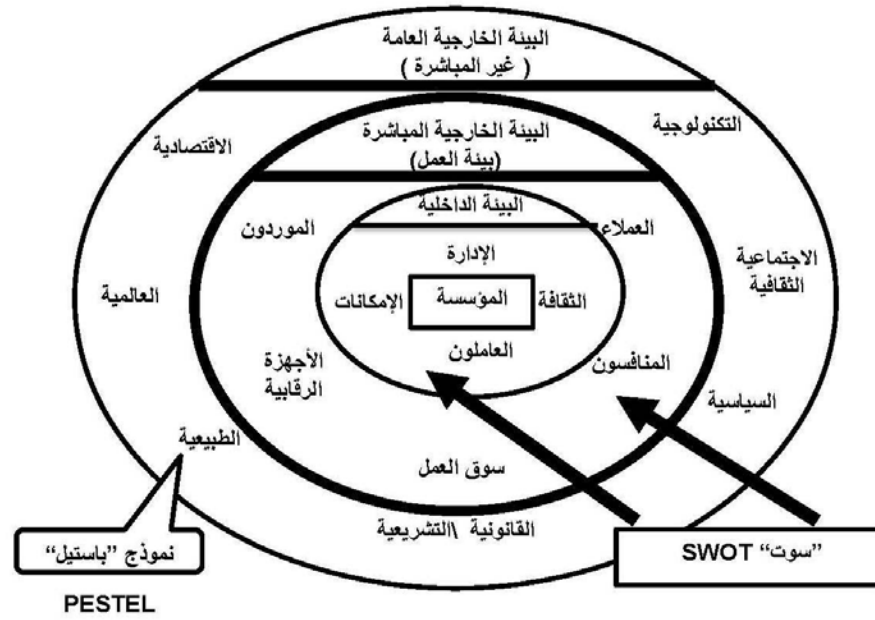 البيئة الخارجية العامة
( غير المباشرة )
التكنولوجية
الاقتصادية
البيئة الخارجية المباشرة
(بيئة العمل)
البيئة الداخلية
العملاء
الموردون
الاجتماعية
الثقافية
الإدارة
العالمية
المؤسسة
الثقافة
الإمكانات
العاملون
المنافسون
الأجهزة
الرقابية
السياسية
الطبيعية
سوق العمل
القانونية \التشريعية
نموذج "باستيل"
PESTEL
"سوت" SWOT